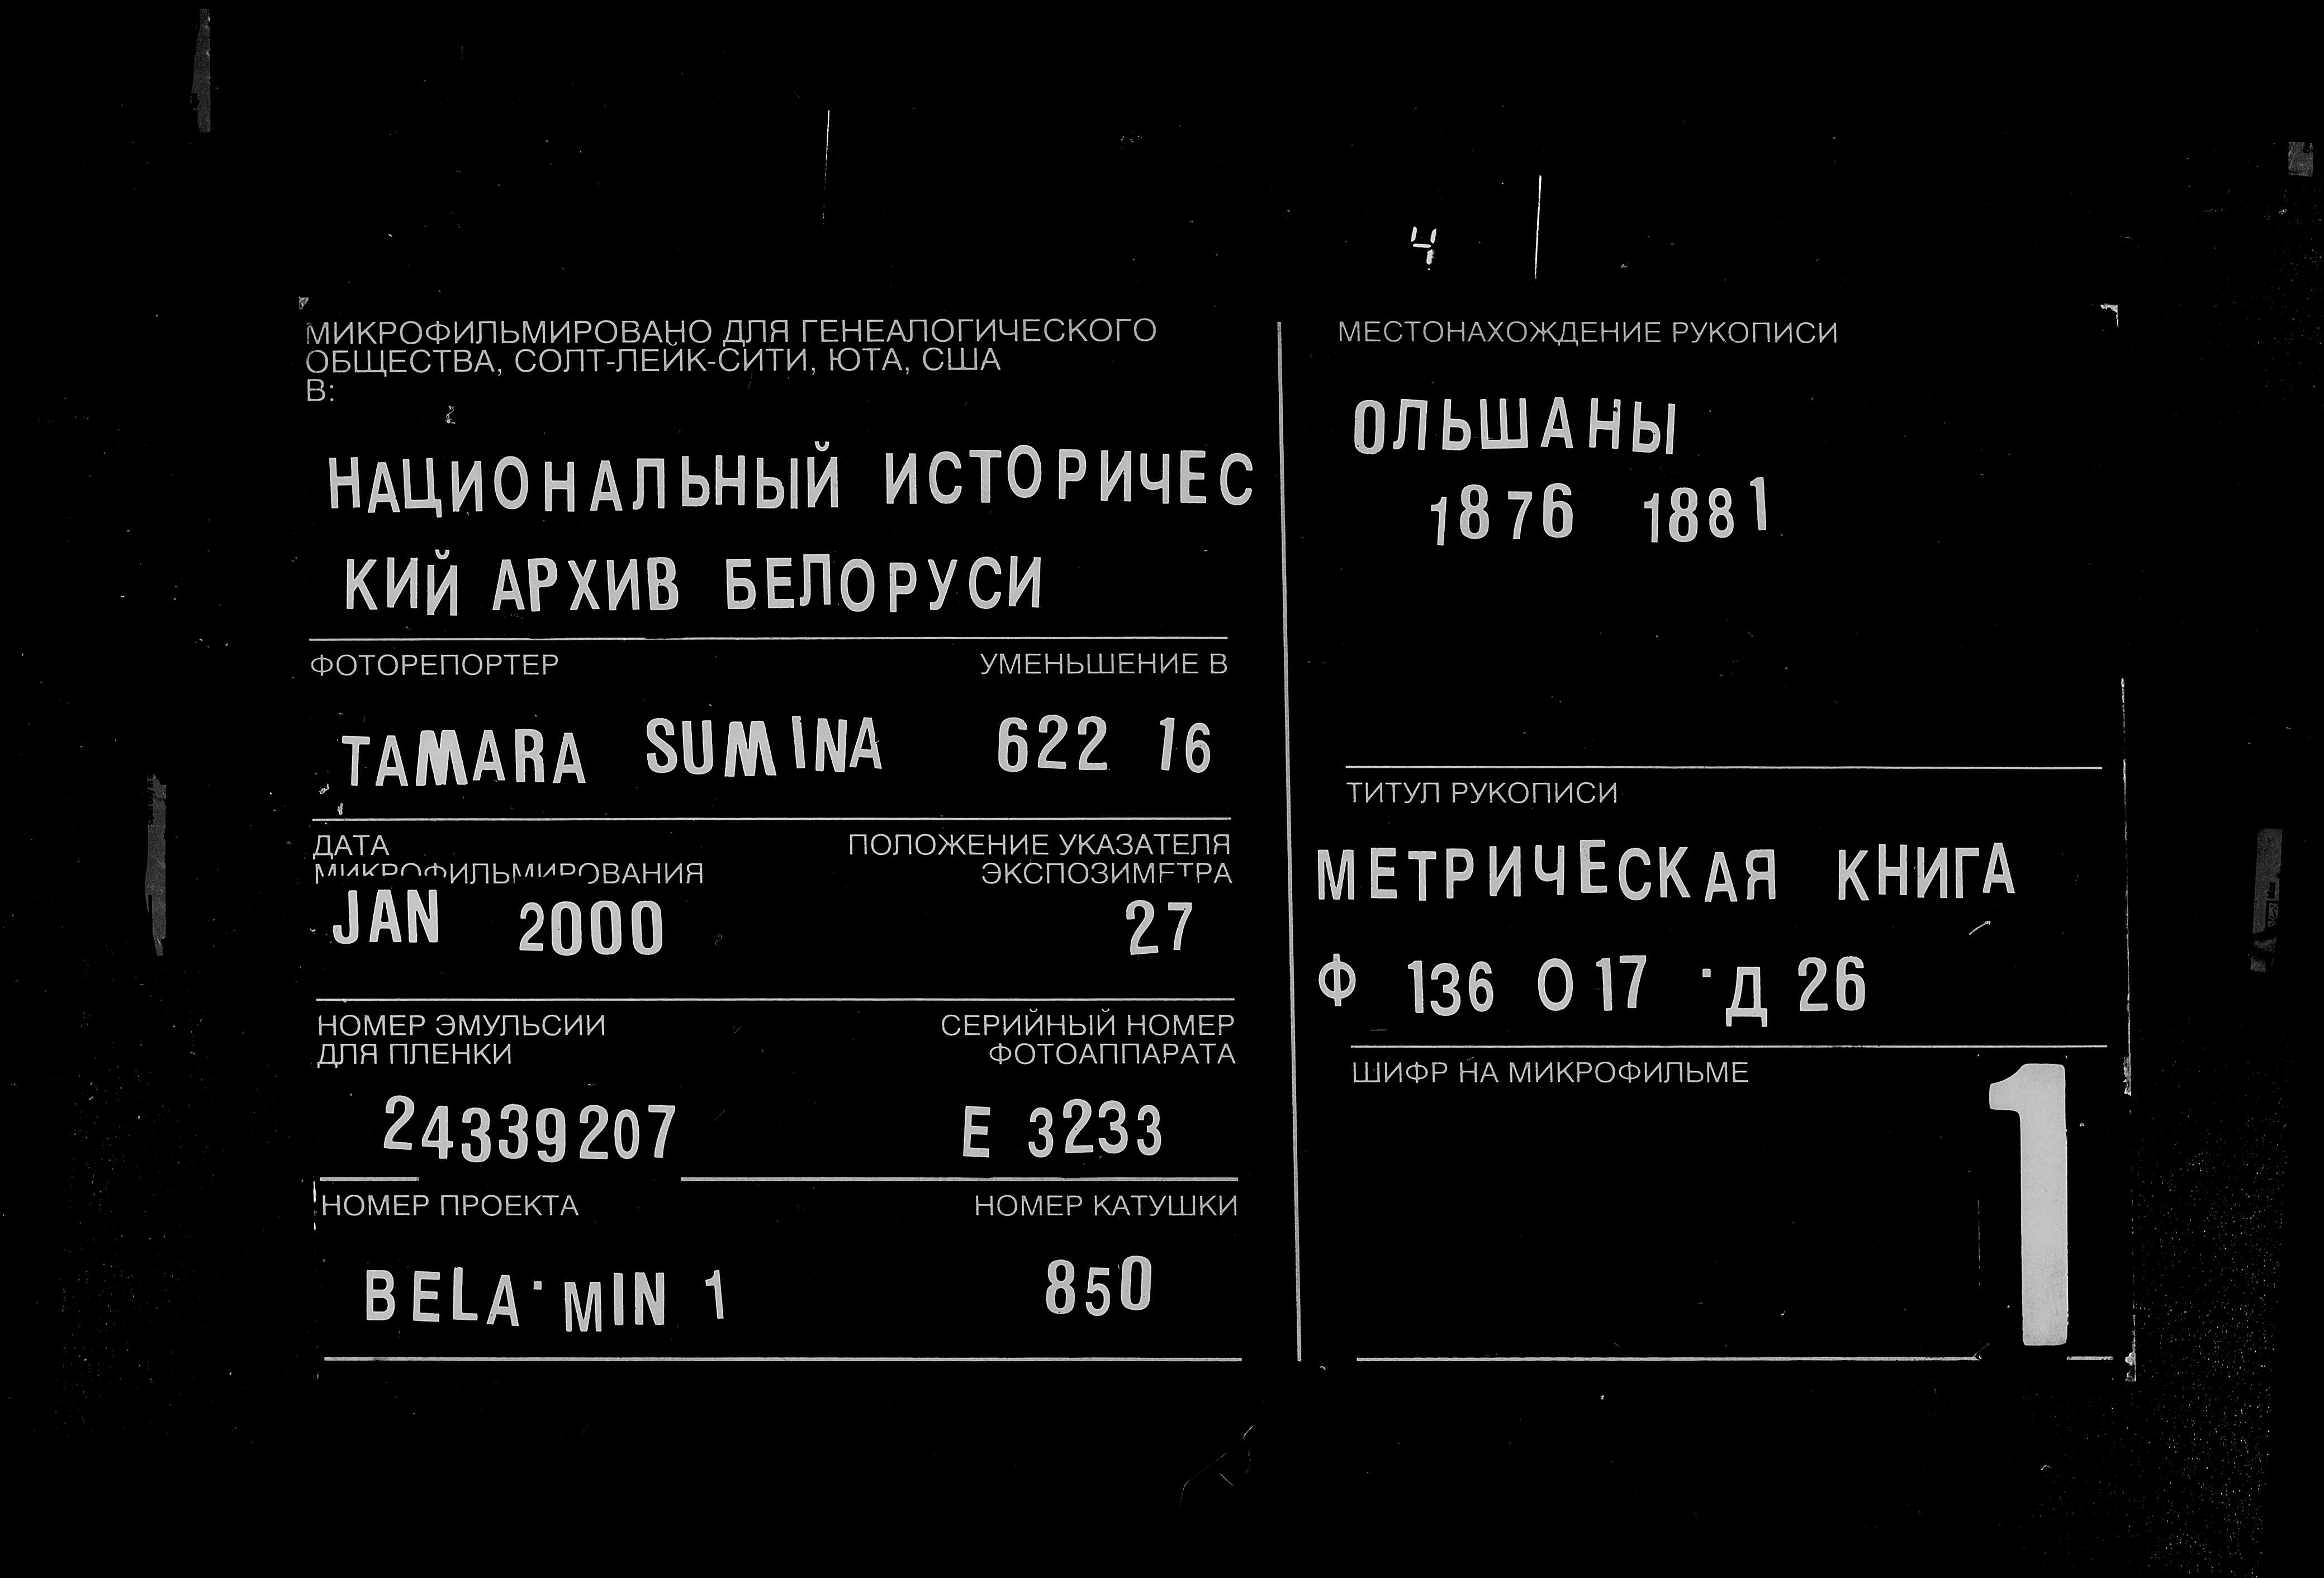 4
МИКРОФИЛЬМИРОВАНО ДЛЯ ГЕНЕАЛОГИЧЕСКОГО
ОБЩЕСТВА, СОЛТ-ЛЕЙК-СИТИ, ЮТА, США
В:
НАЦИОНАЛЬНЫЙ ИСТОРИЧЕС
КИЙ АРХИВ БЕЛОРУСИ
ФОТОРЕПОРТЕР УМЕНЬШЕНИЕ В
TAMARA SUMINA 622 16
ДАТА ПОЛОЖЕНИЕ УКАЗАТЕЛЯ
МИКРОФИЛЬМИРОВАНИЯ ЭКСПОЗИМЕТРА
JAN 2000 27
НОМЕР ЭМУЛЬСИИ СЕРИЙНЫЙ НОМЕР
ДЛЯ ПЛЕНКИ ФОТОАППАРАТА
24339207 E 3233
НОМЕР ПРОЕКТА НОМЕР КАТУШКИ
BELA·MIN 1 850
МЕСТОНАХОЖДЕНИЕ РУКОПИСИ
ОЛЬШАНЫ
1876 1881
ТИТУЛ РУКОПИСИ
МЕТРИЧЕСКАЯ КНИГА
Ф 136 О 17 ·Д 26
ШИФР НА МИКРОФИЛЬМЕ
1